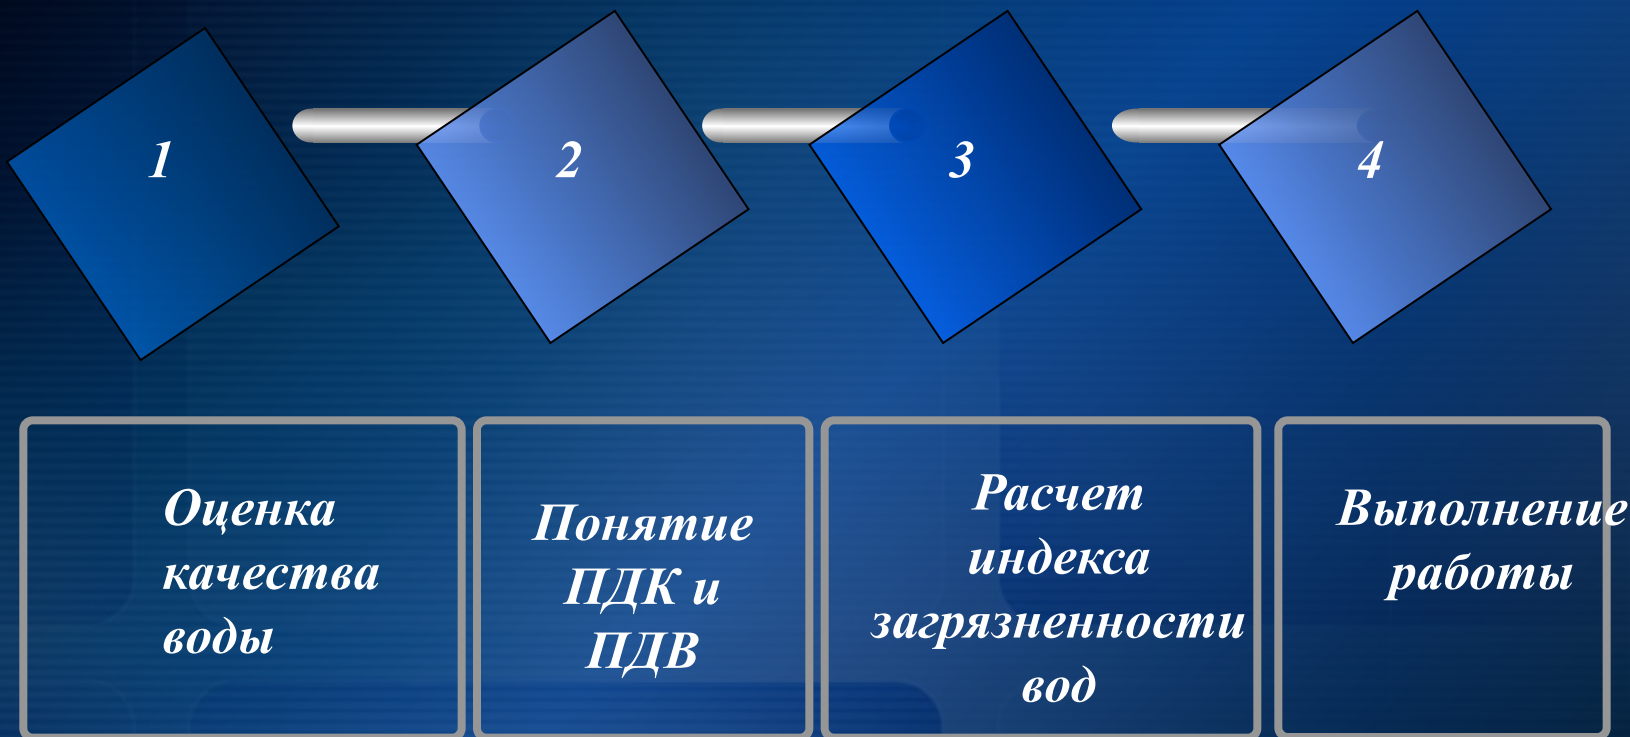 1
2
3
4
Оценка
качества
воды
Понятие
ПДК и
ПДВ
Расчет
индекса
загрязненности
вод
Выполнение
работы